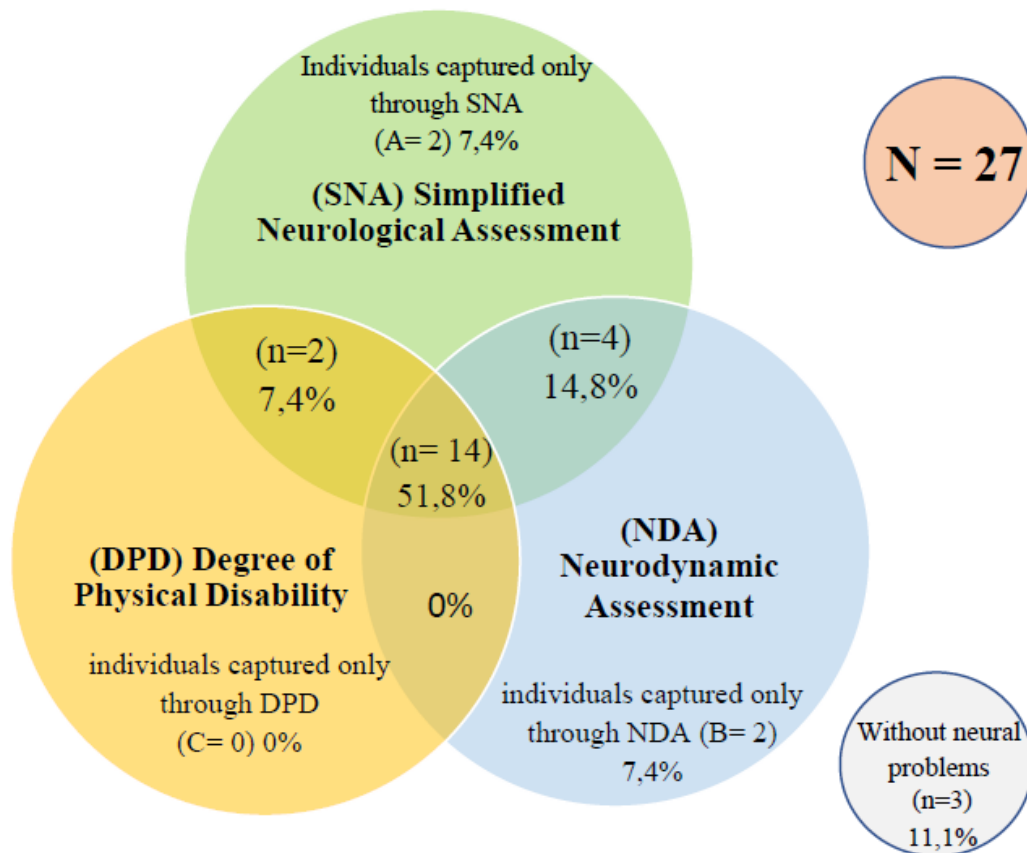 Individuals captured only
through SNA
(A= 2) 7,4%
(SNA) Simplified
Neurological Assessment
N = 27
(n=2)
7,4%
(n=4)
14,8%
(n= 14)
51,8%
(DPD) Degree of
Physical Disability
(NDA)
Neurodynamic
Assessment
0%
individuals captured only
through DPD
(C= 0) 0%
individuals captured only
through NDA (B= 2)
7,4%
Without neural
problems
(n=3)
11,1%